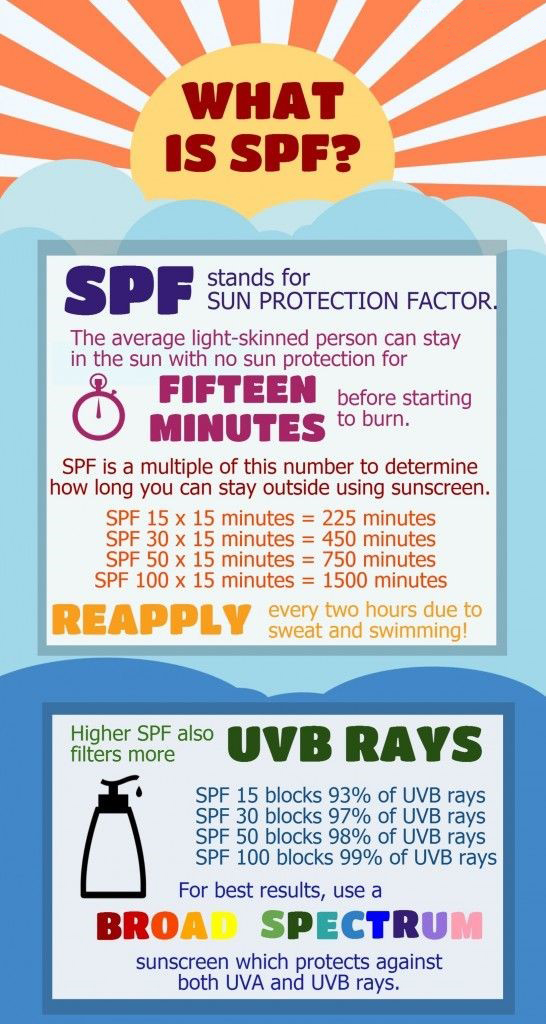 WHAT
IS SPF?
SPF stands for
SUN PROTECTION FACTOR.
The average light-skinned person can stay
in the sun with no sun protection for
FIFTEEN
MINUTES
before starting
to burn.
SPF is a multiple of this number to determine
how long you can stay outside using sunscreen.
SPF 15 x 15 minutes = 225 minutes
SPF 30 x 15 minutes = 450 minutes
SPF 50 x 15 minutes = 750 minutes
SPF 100 x 15 minutes = 1500 minutes
REAPPLY
every two hours due to
sweat and swimming!
Higher SPF also
filters more
UVB RAYS
SPF 15 blocks 93% of UVB rays
SPF 30 blocks 97% of UVB rays
SPF 50 blocks 98% of UVB rays
SPF 100 blocks 99% of UVB rays
For best results, use a
BROAD SPECTRUM
sunscreen which protects against
both UVA and UVB rays.